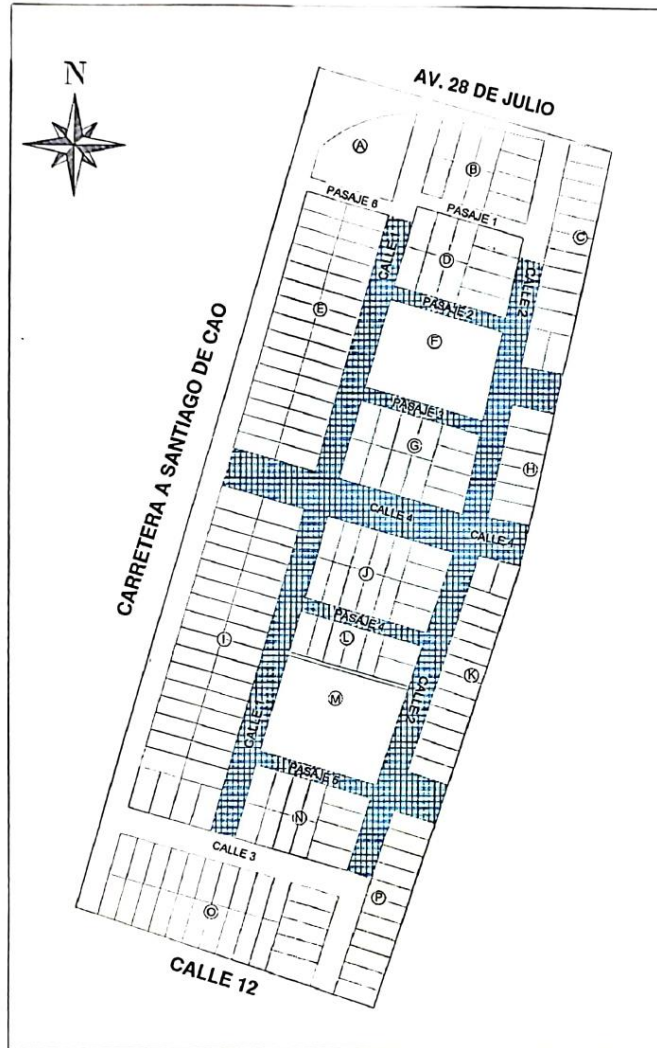 N
AV. 28 DE JULIO
A
B
PASAJE 6
PASAJE 1
C
CALLE 1
D
CALLE 2
E
PASAJE 2
F
CARRETERA A SANTIAGO DE CAO
PASAJE 3
G
H
CALLE 4
CALLE 4
J
PASAJE 4
I
L
K
M
CALLE 2
CALLE 1
PASAJE 5
N
CALLE 3
P
O
CALLE 12